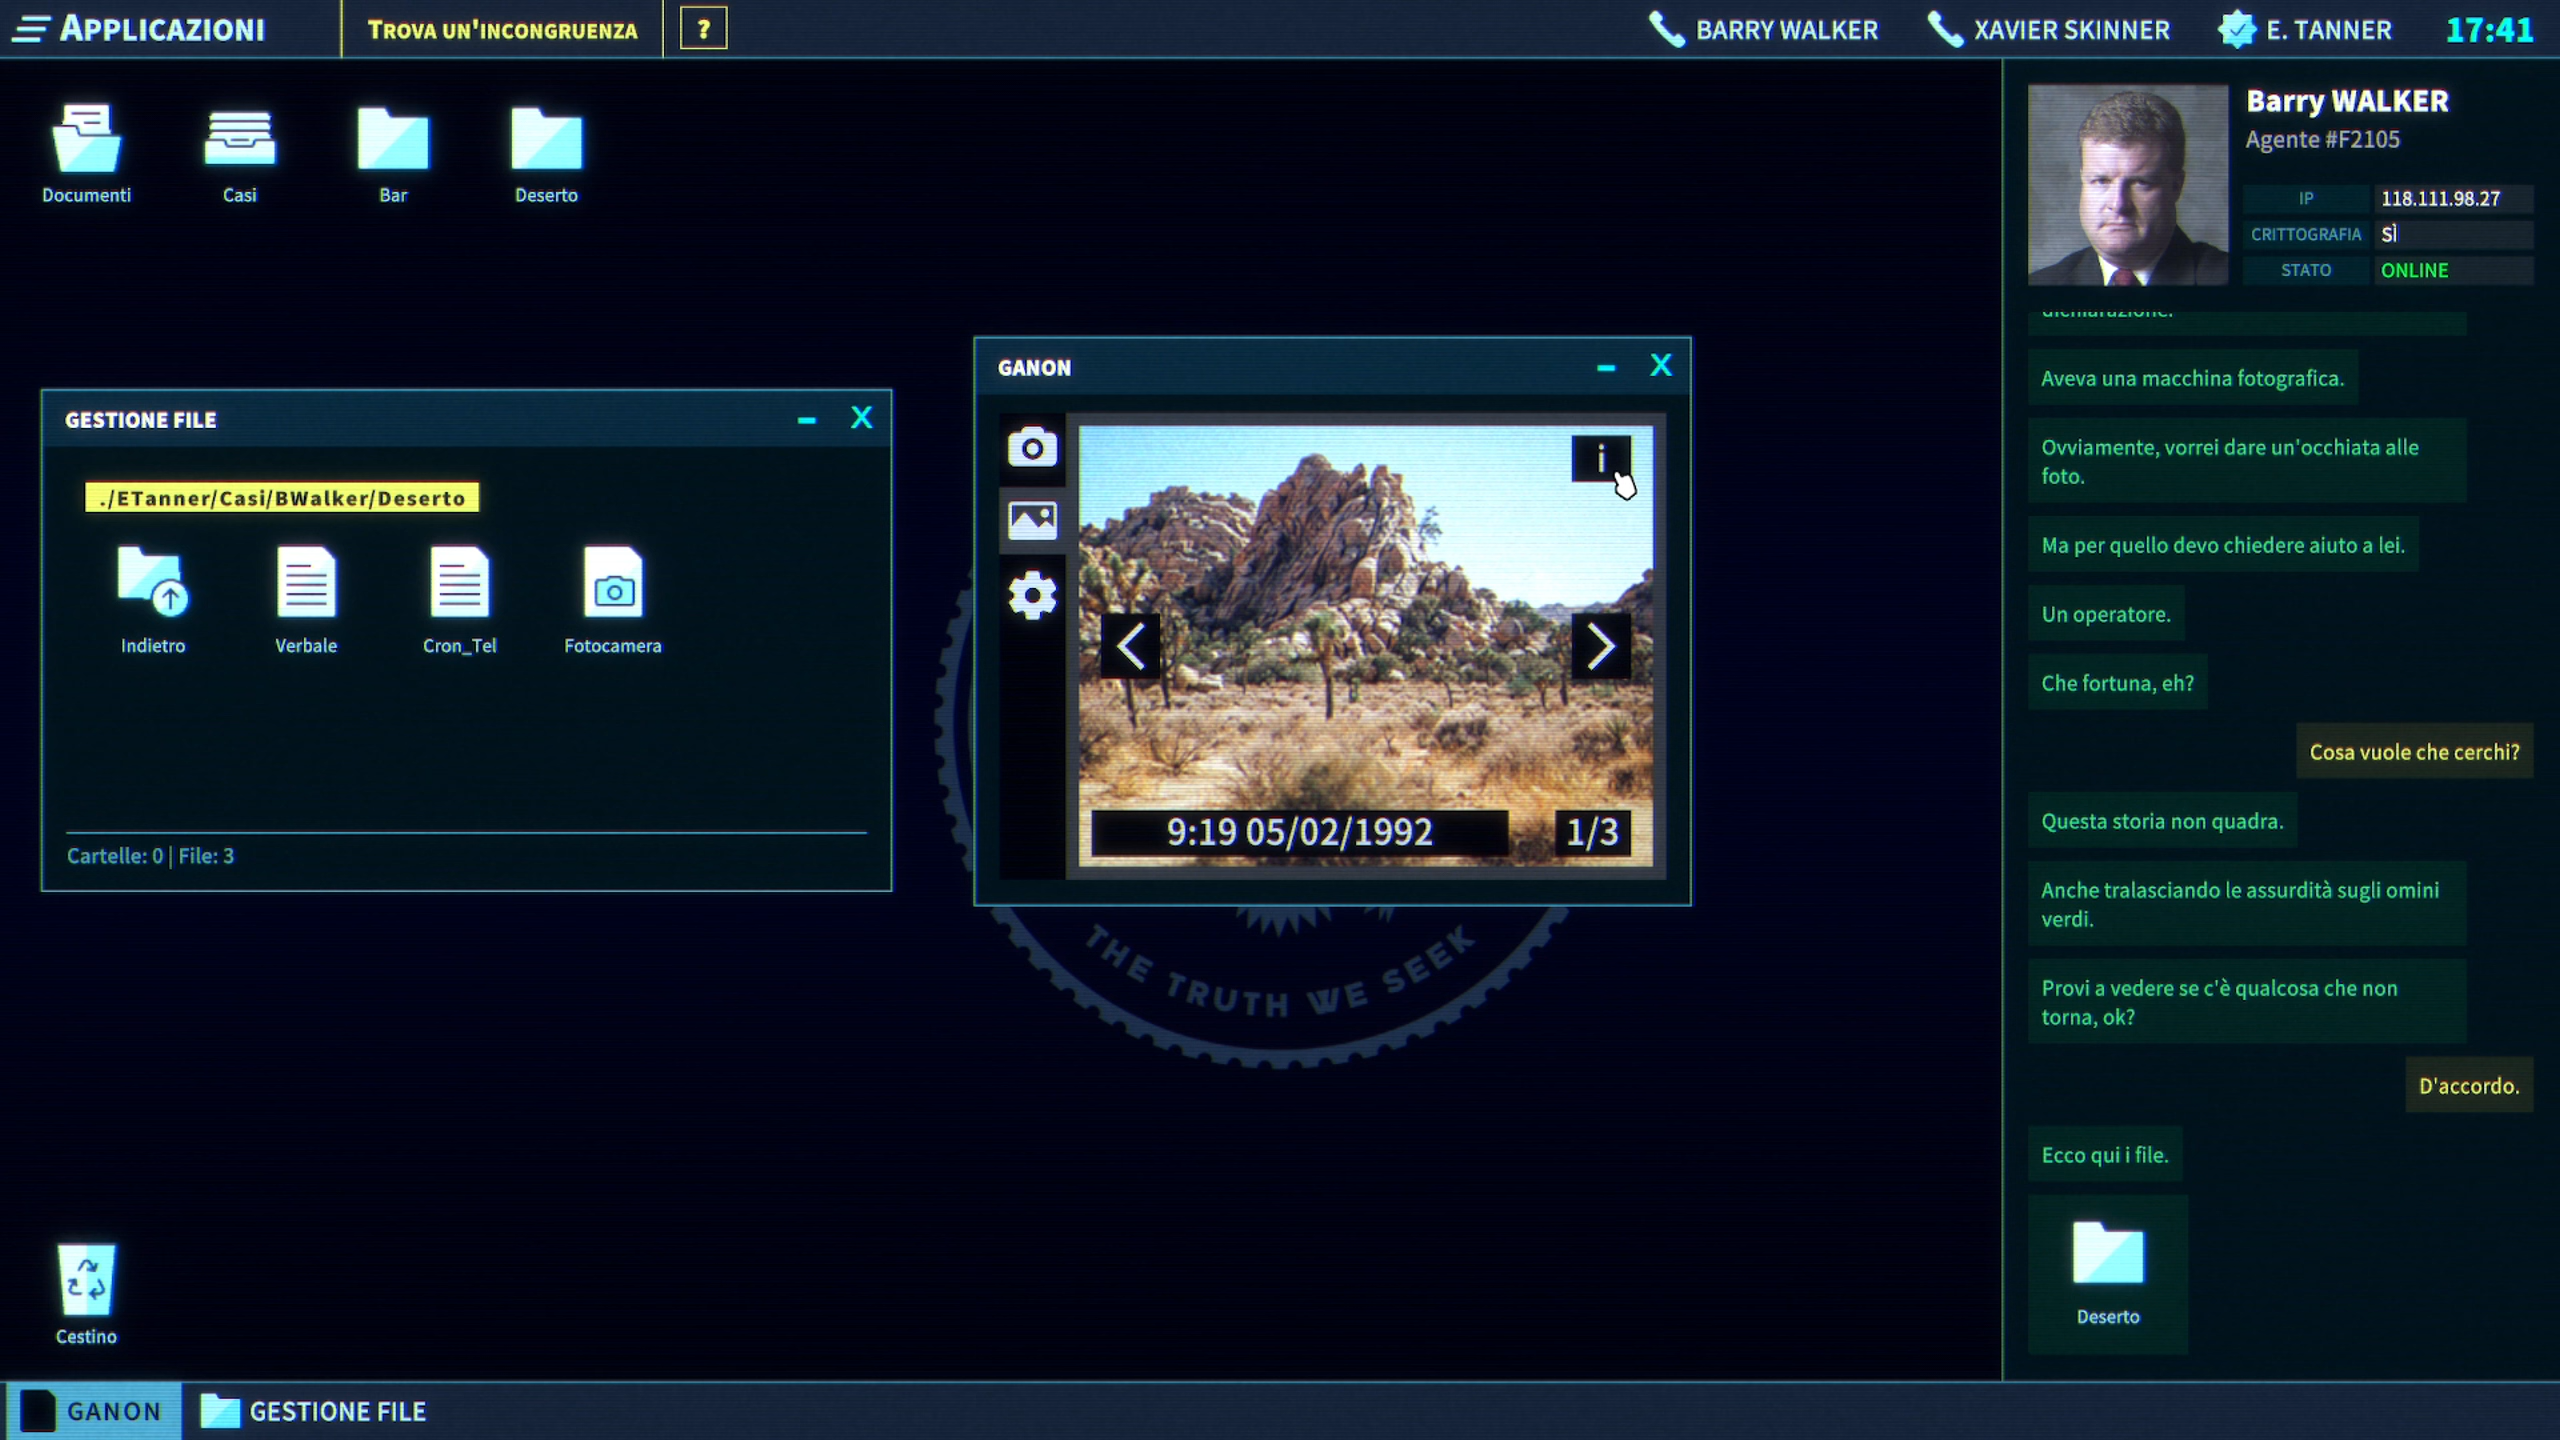 APPLICAZIONI
TROVA UN'INCONGRUENZA
?
BARRY WALKER
XAVIER SKINNER
E. TANNER
17:41
Documenti
Casi
Bar
Deserto
GESTIONE FILE
– X
./ETanner/Casi/BWalker/Deserto
Indietro
Verbale
Cron_Tel
Fotocamera
Cartelle: 0 | File: 3
GANON
– X
i
9:19 05/02/1992
1/3
THE TRUTH WE SEEK
Cestino
Barry WALKER
Agente #F2105
IP 118.111.98.27
CRITTOGRAFIA SÌ
STATO ONLINE
dichiarazione.
Aveva una macchina fotografica.
Ovviamente, vorrei dare un'occhiata alle
foto.
Ma per quello devo chiedere aiuto a lei.
Un operatore.
Che fortuna, eh?
Cosa vuole che cerchi?
Questa storia non quadra.
Anche tralasciando le assurdità sugli omini
verdi.
Provi a vedere se c'è qualcosa che non
torna, ok?
D'accordo.
Ecco qui i file.
Deserto
GANON
GESTIONE FILE